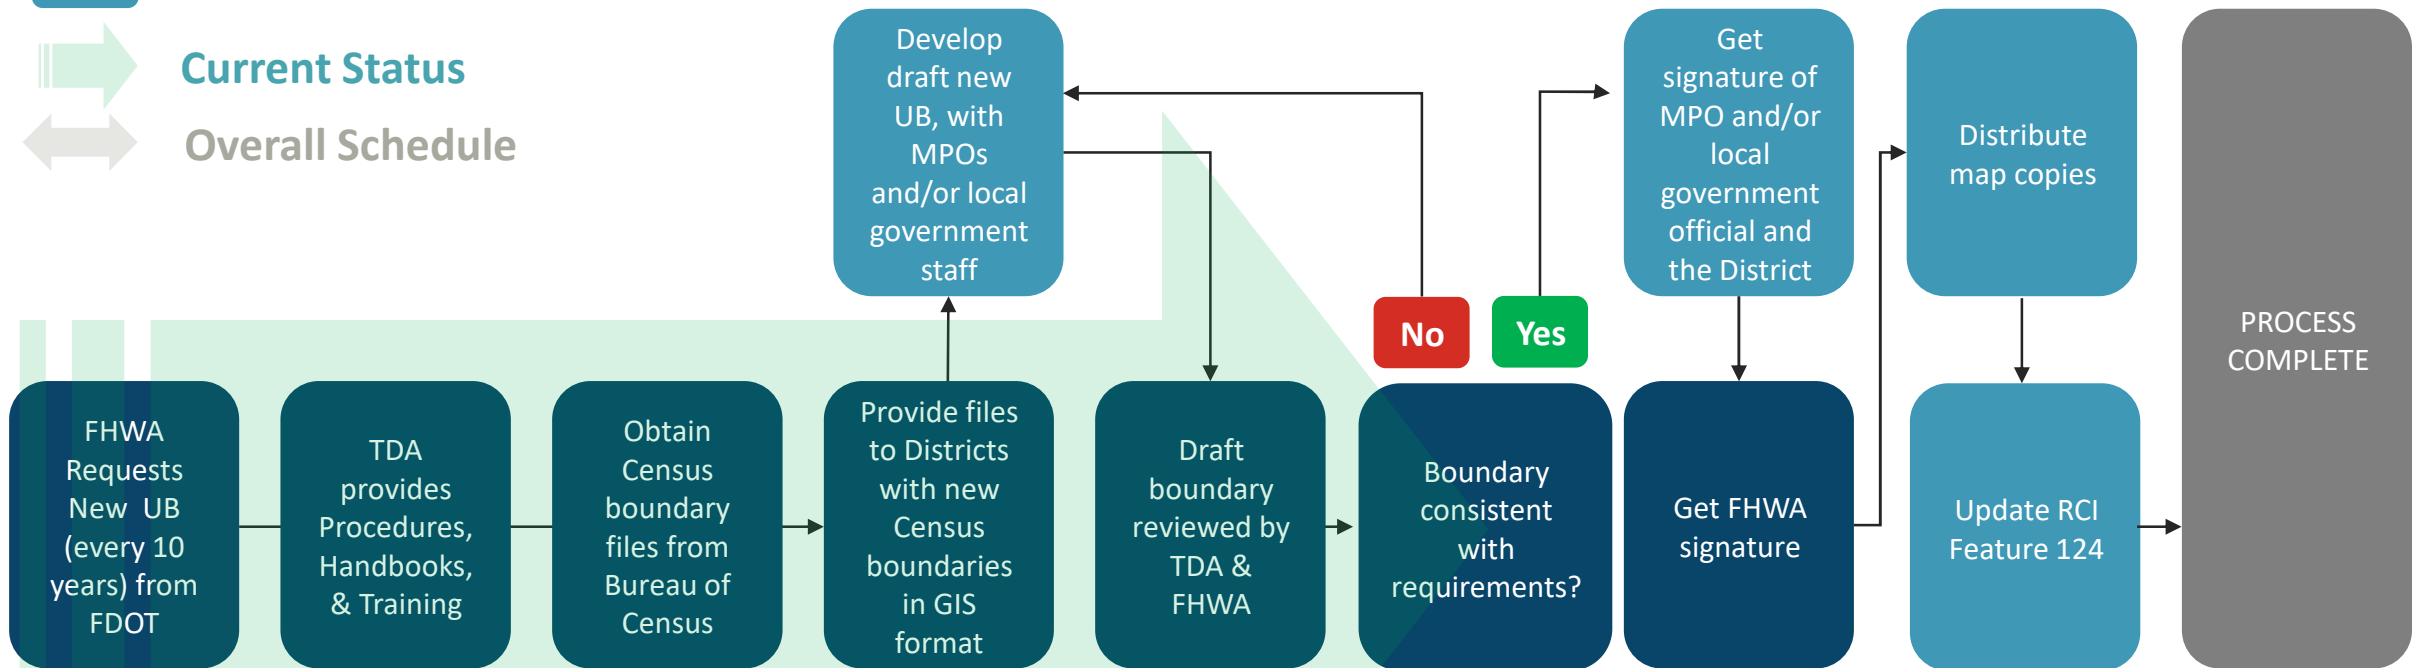 Current Status
Overall Schedule
Develop
draft new
UB, with
MPOs
and/or local
government
staff
Get
signature of
MPO and/or
local
government
official and
the District
Distribute
map copies
No
Yes
PROCESS
COMPLETE
FHWA
Requests
New UB
(every 10
years) from
FDOT
TDA
provides
Procedures,
Handbooks,
& Training
Obtain
Census
boundary
files from
Bureau of
Census
Provide files
to Districts
with new
Census
boundaries
in GIS
format
Draft
boundary
reviewed by
TDA &
FHWA
Boundary
consistent
with
requirements?
Get FHWA
signature
Update RCI
Feature 124